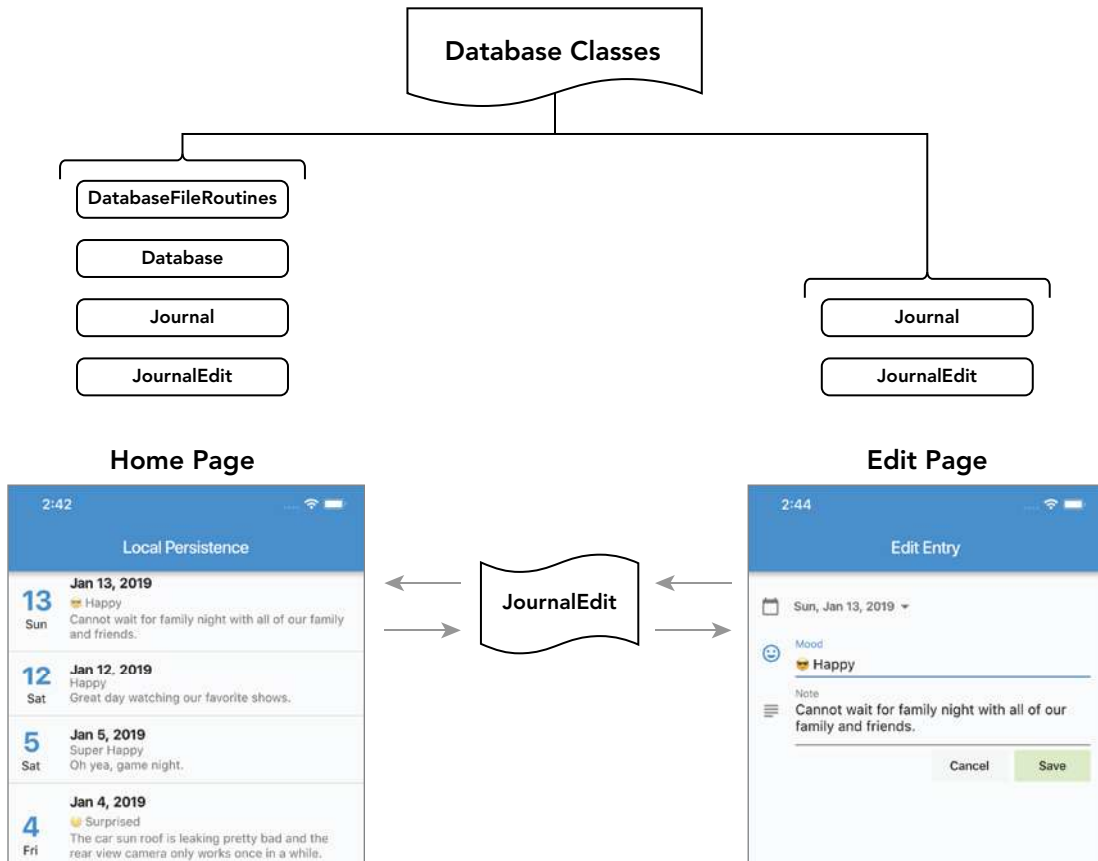 Database Classes
DatabaseFileRoutines
Database
Journal
JournalEdit
Journal
JournalEdit
Home Page
2:42
Local Persistence
13
Sun
Jan 13, 2019
😎 Happy
Cannot wait for family night with all of our family
and friends.
12
Sat
Jan 12, 2019
Happy
Great day watching our favorite shows.
5
Sat
Jan 5, 2019
Super Happy
Oh yea, game night.
4
Fri
Jan 4, 2019
Surprised
The car sun roof is leaking pretty bad and the
rear view camera only works once in a while.
JournalEdit
Edit Page
2:44
Edit Entry
Sun, Jan 13, 2019
Mood
😎 Happy
Note
Cannot wait for family night with all of our
family and friends.
Cancel
Save